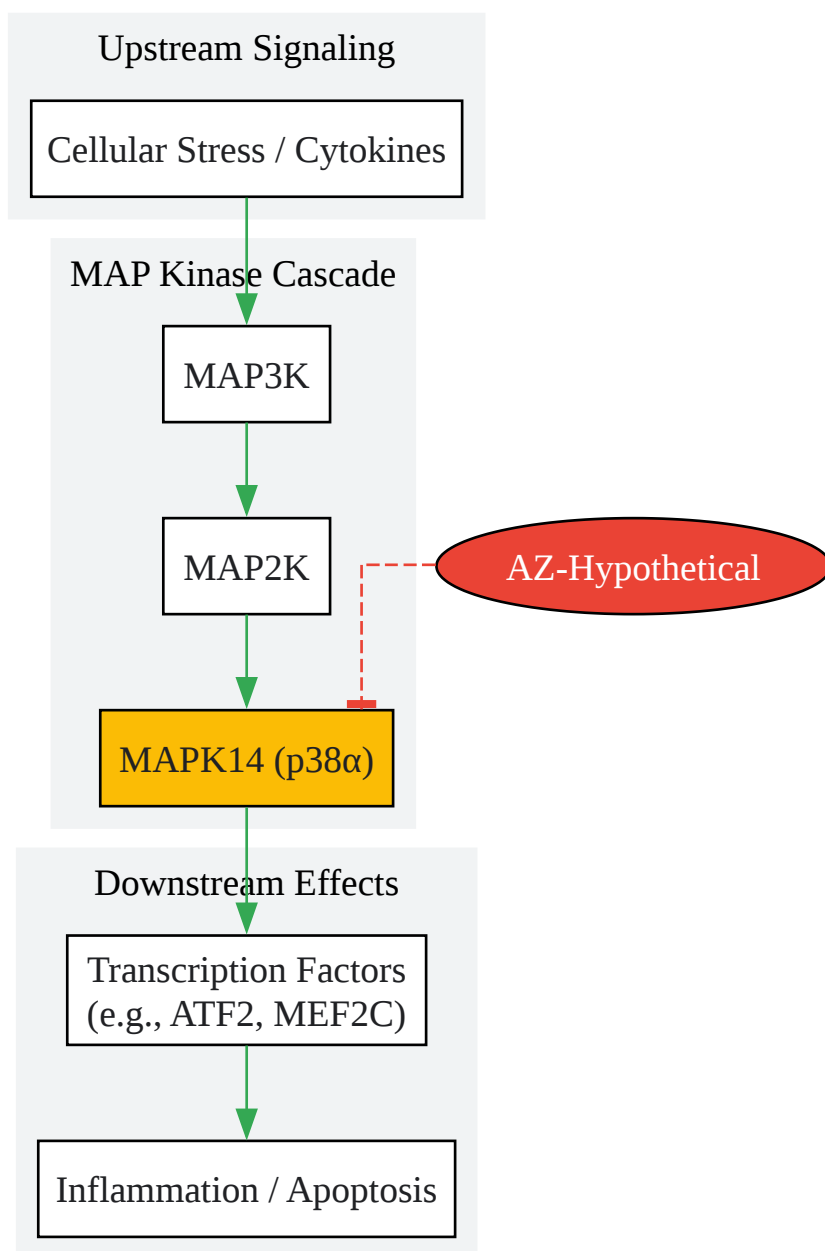 Upstream Signaling
Cellular Stress / Cytokines
MAP Kinase Cascade
MAP3K
MAP2K
AZ-Hypothetical
MAPK14 (p38α)
Downstream Effects
Transcription Factors
(e.g., ATF2, MEF2C)
Inflammation / Apoptosis